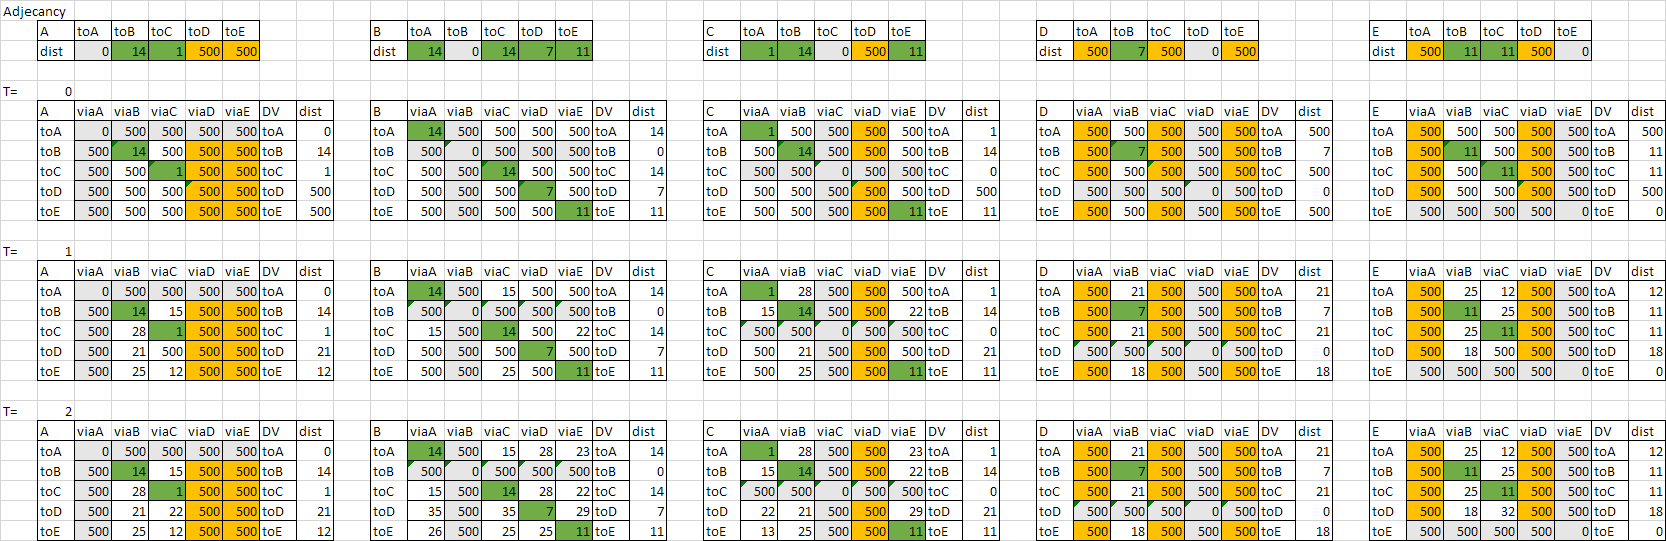 Adjecancy
A toA toB toC toD toE B toA toB toC toD toE C toA toB toC toD toE D toA toB toC toD toE E toA toB toC toD toE
dist 0 14 1 500 500 dist 14 0 14 7 11 dist 1 14 0 500 11 dist 500 7 500 0 500 dist 500 11 11 500 0
T= 0
A viaA viaB viaC viaD viaE DV dist B viaA viaB viaC viaD viaE DV dist C viaA viaB viaC viaD viaE DV dist D viaA viaB viaC viaD viaE DV dist E viaA viaB viaC viaD viaE DV dist
toA 0 500 500 500 500 toA 0 toA 14 500 500 500 500 toA 14 toA 1 500 500 500 500 toA 1 toA 500 500 500 500 500 toA 500 toA 500 500 500 500 500 toA 500
toB 500 14 500 500 500 toB 14 toB 500 0 500 500 500 toB 0 toB 500 14 500 500 500 toB 14 toB 500 7 500 500 500 toB 7 toB 500 11 500 500 500 toB 11
toC 500 500 1 500 500 toC 1 toC 500 500 14 500 500 toC 14 toC 500 500 0 500 500 toC 0 toC 500 500 500 500 500 toC 500 toC 500 500 11 500 500 toC 11
toD 500 500 500 500 500 toD 500 toD 500 500 500 7 500 toD 7 toD 500 500 500 500 500 toD 500 toD 500 500 500 0 500 toD 0 toD 500 500 500 500 500 toD 500
toE 500 500 500 500 500 toE 500 toE 500 500 500 500 11 toE 11 toE 500 500 500 500 11 toE 11 toE 500 500 500 500 500 toE 500 toE 500 500 500 500 0 toE 0
T= 1
A viaA viaB viaC viaD viaE DV dist B viaA viaB viaC viaD viaE DV dist C viaA viaB viaC viaD viaE DV dist D viaA viaB viaC viaD viaE DV dist E viaA viaB viaC viaD viaE DV dist
toA 0 500 500 500 500 toA 0 toA 14 500 15 500 500 toA 14 toA 1 28 500 500 500 toA 1 toA 500 21 500 500 500 toA 21 toA 500 25 12 500 500 toA 12
toB 500 14 15 500 500 toB 14 toB 500 0 500 500 500 toB 0 toB 15 14 500 500 22 toB 14 toB 500 7 500 500 500 toB 7 toB 500 11 25 500 500 toB 11
toC 500 28 1 500 500 toC 1 toC 15 500 14 500 22 toC 14 toC 500 500 0 500 500 toC 0 toC 500 21 500 500 500 toC 21 toC 500 25 11 500 500 toC 11
toD 500 21 500 500 500 toD 21 toD 500 500 500 7 500 toD 7 toD 500 21 500 500 500 toD 21 toD 500 500 500 0 500 toD 0 toD 500 18 500 500 500 toD 18
toE 500 25 12 500 500 toE 12 toE 500 500 25 500 11 toE 11 toE 500 25 500 500 11 toE 11 toE 500 18 500 500 500 toE 18 toE 500 500 500 500 0 toE 0
T= 2
A viaA viaB viaC viaD viaE DV dist B viaA viaB viaC viaD viaE DV dist C viaA viaB viaC viaD viaE DV dist D viaA viaB viaC viaD viaE DV dist E viaA viaB viaC viaD viaE DV dist
toA 0 500 500 500 500 toA 0 toA 14 500 15 28 23 toA 14 toA 1 28 500 500 23 toA 1 toA 500 21 500 500 500 toA 21 toA 500 25 12 500 500 toA 12
toB 500 14 15 500 500 toB 14 toB 500 0 500 500 500 toB 0 toB 15 14 500 500 22 toB 14 toB 500 7 500 500 500 toB 7 toB 500 11 25 500 500 toB 11
toC 500 28 1 500 500 toC 1 toC 15 500 14 28 22 toC 14 toC 500 500 0 500 500 toC 0 toC 500 21 500 500 500 toC 21 toC 500 25 11 500 500 toC 11
toD 500 21 22 500 500 toD 21 toD 35 500 35 7 29 toD 7 toD 22 21 500 500 29 toD 21 toD 500 500 500 0 500 toD 0 toD 500 18 32 500 500 toD 18
toE 500 25 12 500 500 toE 12 toE 26 500 25 25 11 toE 11 toE 13 25 500 500 11 toE 11 toE 500 18 500 500 500 toE 18 toE 500 500 500 500 0 toE 0